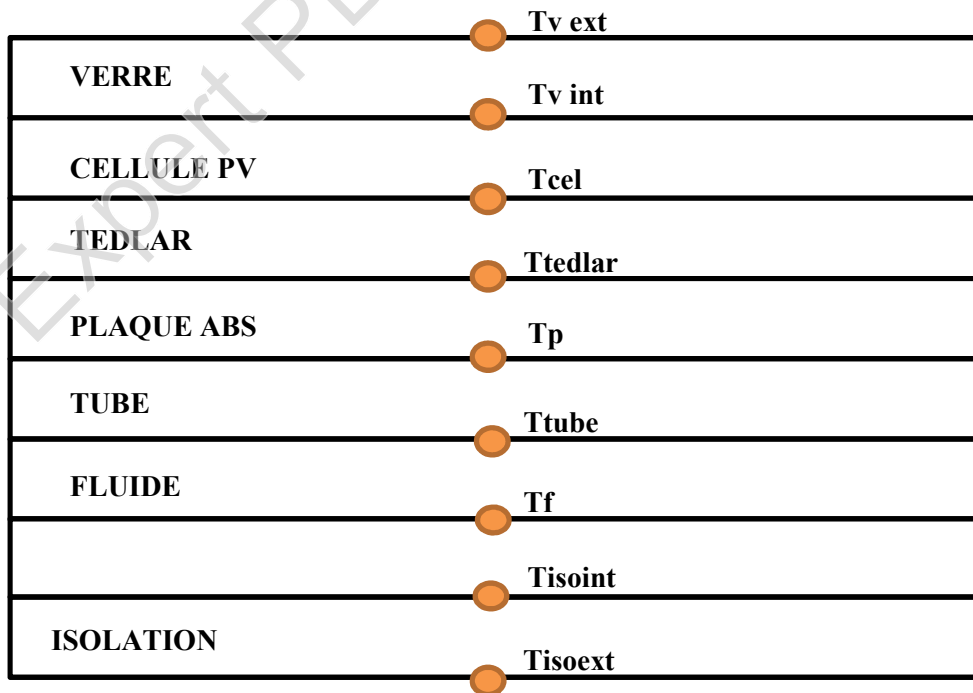 Tv ext
VERRE
Tv int
CELLULE PV
Tcel
TEDLAR
Ttedlar
PLAQUE ABS
Tp
TUBE
Ttube
FLUIDE
Tf
Tisoint
ISOLATION
Tisoext
Expert